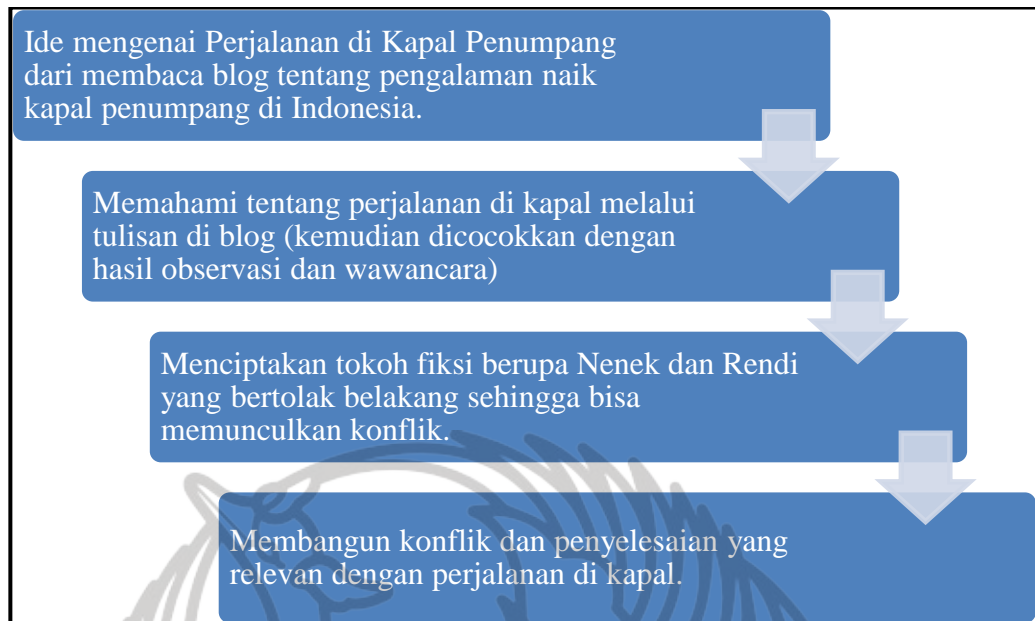 Ide mengenai Perjalanan di Kapal Penumpang
dari membaca blog tentang pengalaman naik
kapal penumpang di Indonesia.
Memahami tentang perjalanan di kapal melalui
tulisan di blog (kemudian dicocokkan dengan
hasil observasi dan wawancara)
Menciptakan tokoh fiksi berupa Nenek dan Rendi
yang bertolak belakang sehingga bisa
memunculkan konflik.
Membangun konflik dan penyelesaian yang
relevan dengan perjalanan di kapal.